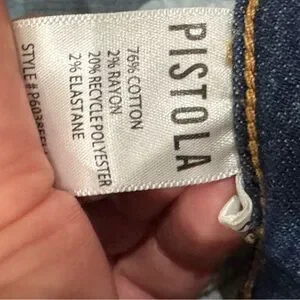 PISTOLA
76% COTTON
2% RAYON
20% RECYCLE POLYESTER
2% ELASTANE
STYLE